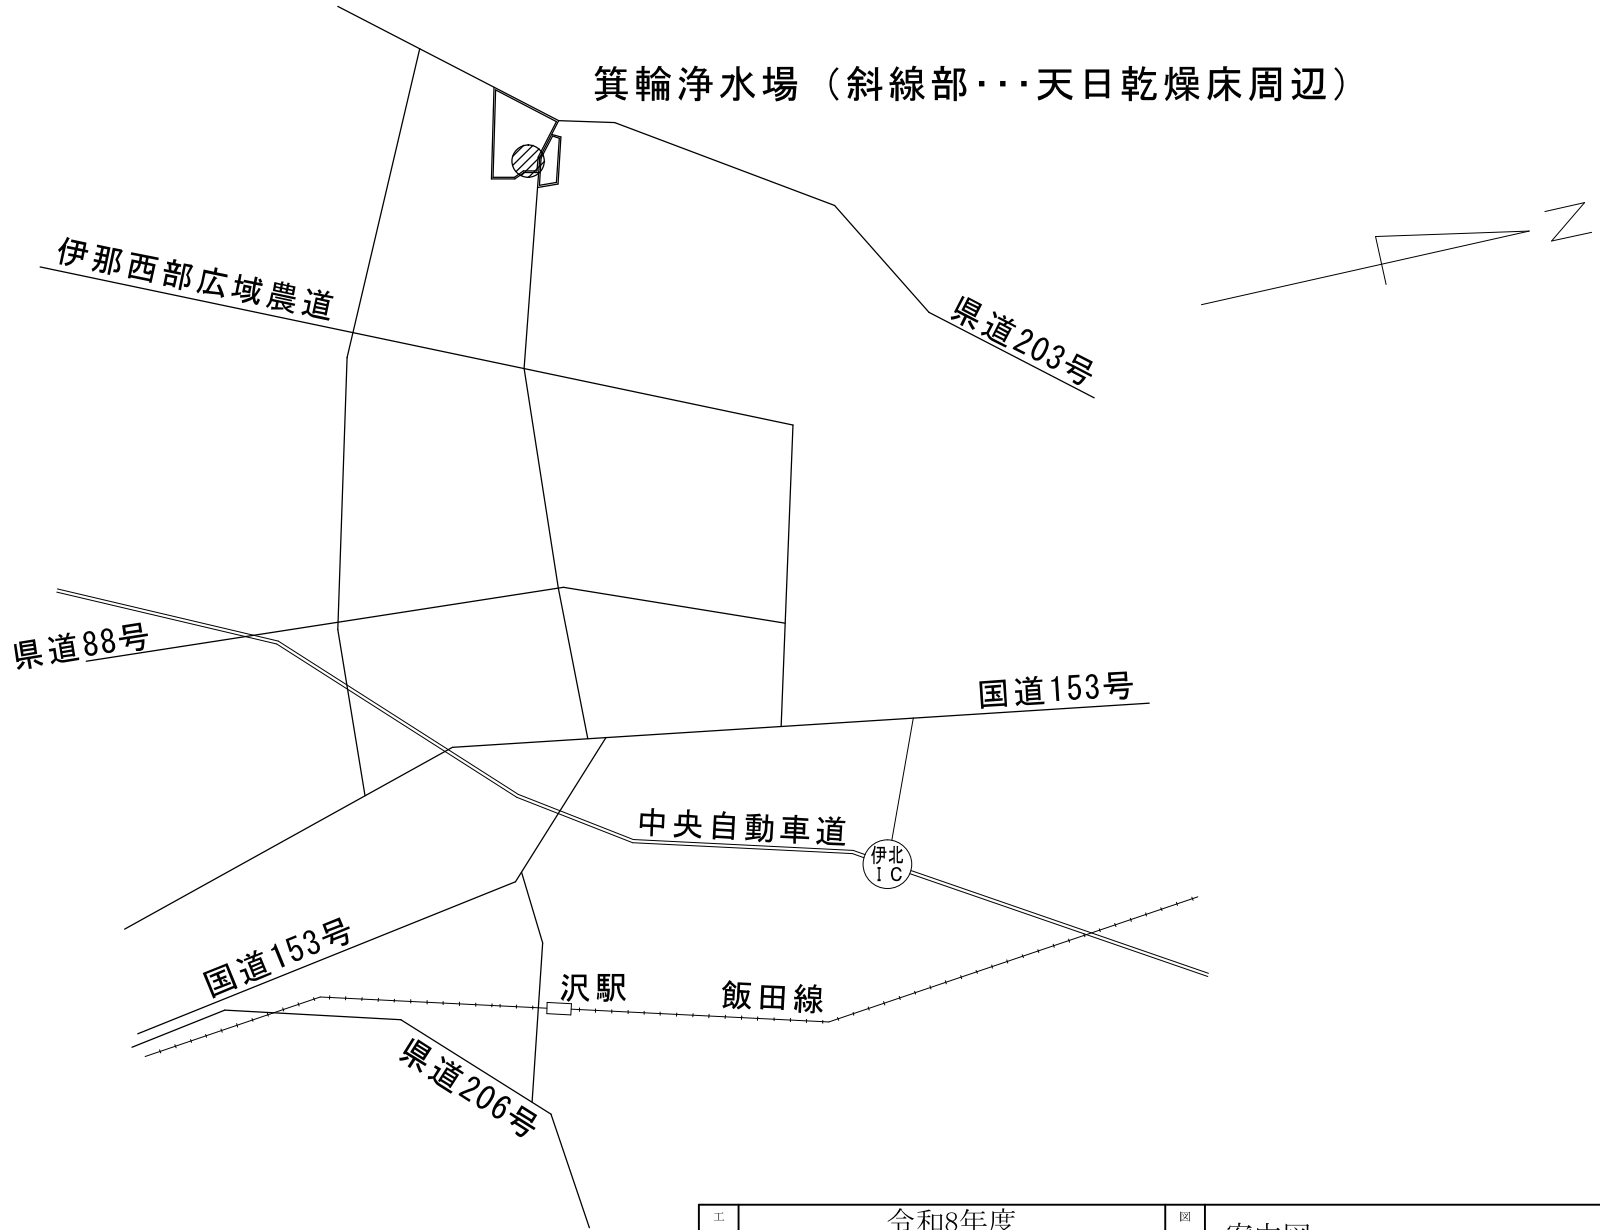 箕輪浄水場（斜線部･･･天日乾燥床周辺）
N
伊那西部広域農道
県道203号
県道88号
国道153号
中央自動車道
伊北
ＩＣ
国道153号
沢駅
飯田線
県道206号
工
令和8年度
図
案内図